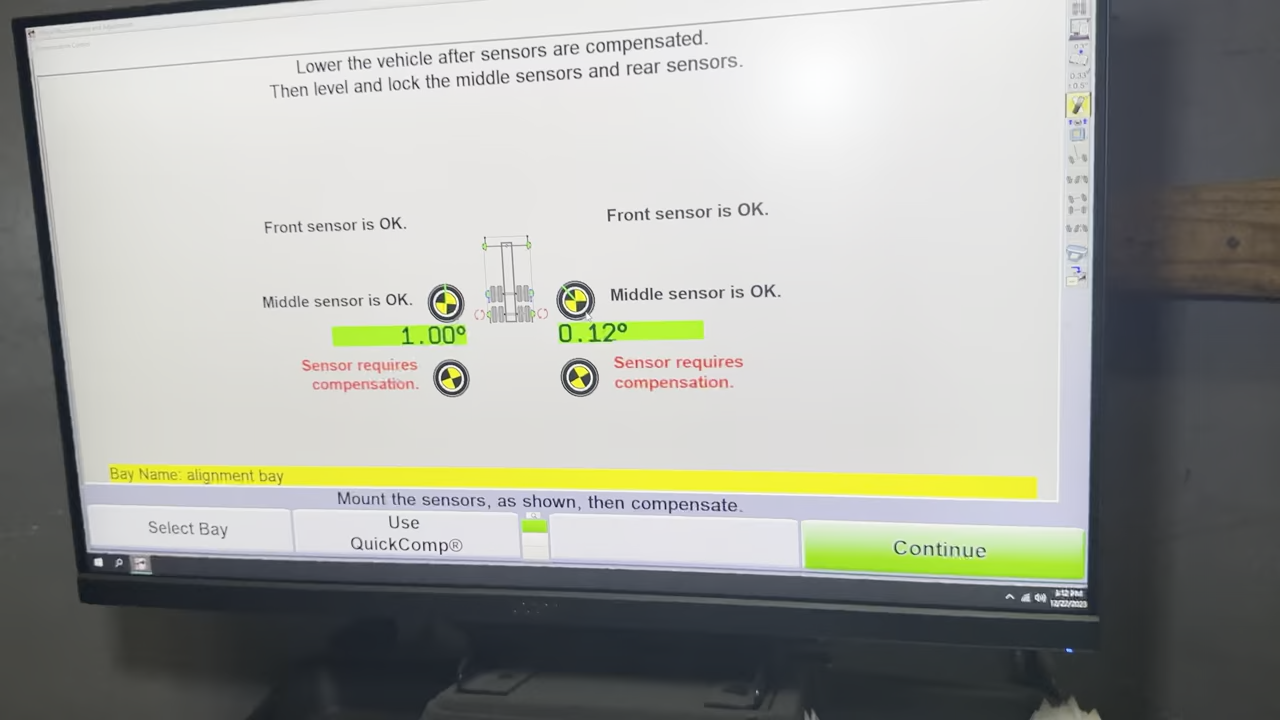 Lower the vehicle after sensors are compensated.
Then level and lock the middle sensors and rear sensors.
Front sensor is OK.
Front sensor is OK.
Middle sensor is OK.
Middle sensor is OK.
1.00°
0.12°
Sensor requires
compensation.
Sensor requires
compensation.
Bay Name: alignment bay
Mount the sensors, as shown, then compensate.
Select Bay
Use
QuickComp®
Continue
12/22/2023